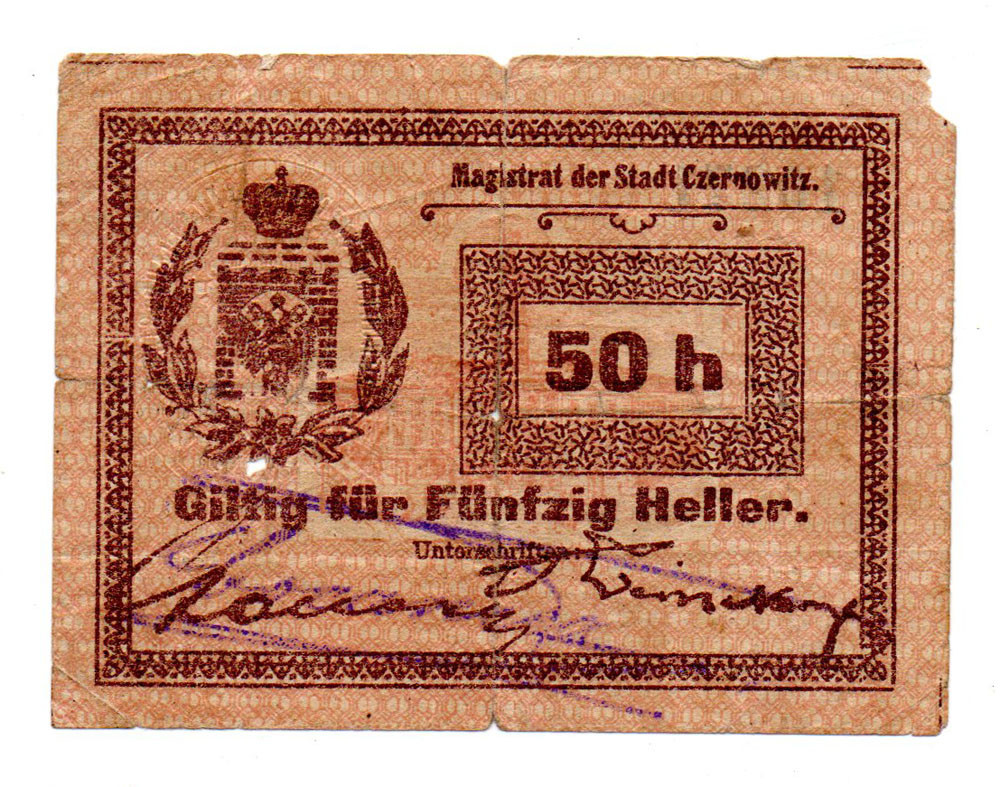 Magistrat der Stadt Czernowitz.
50 h
Giltig für Fünfzig Heller.
Unterschriften: